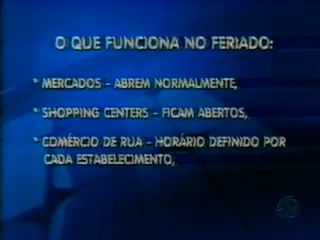 O QUE FUNCIONA NO FERIADO:
* MERCADOS - ABREM NORMALMENTE,
* SHOPPING CENTERS - FICAM ABERTOS,
* COMÉRCIO DE RUA - HORÁRIO DEFINIDO POR
CADA ESTABELECIMENTO,